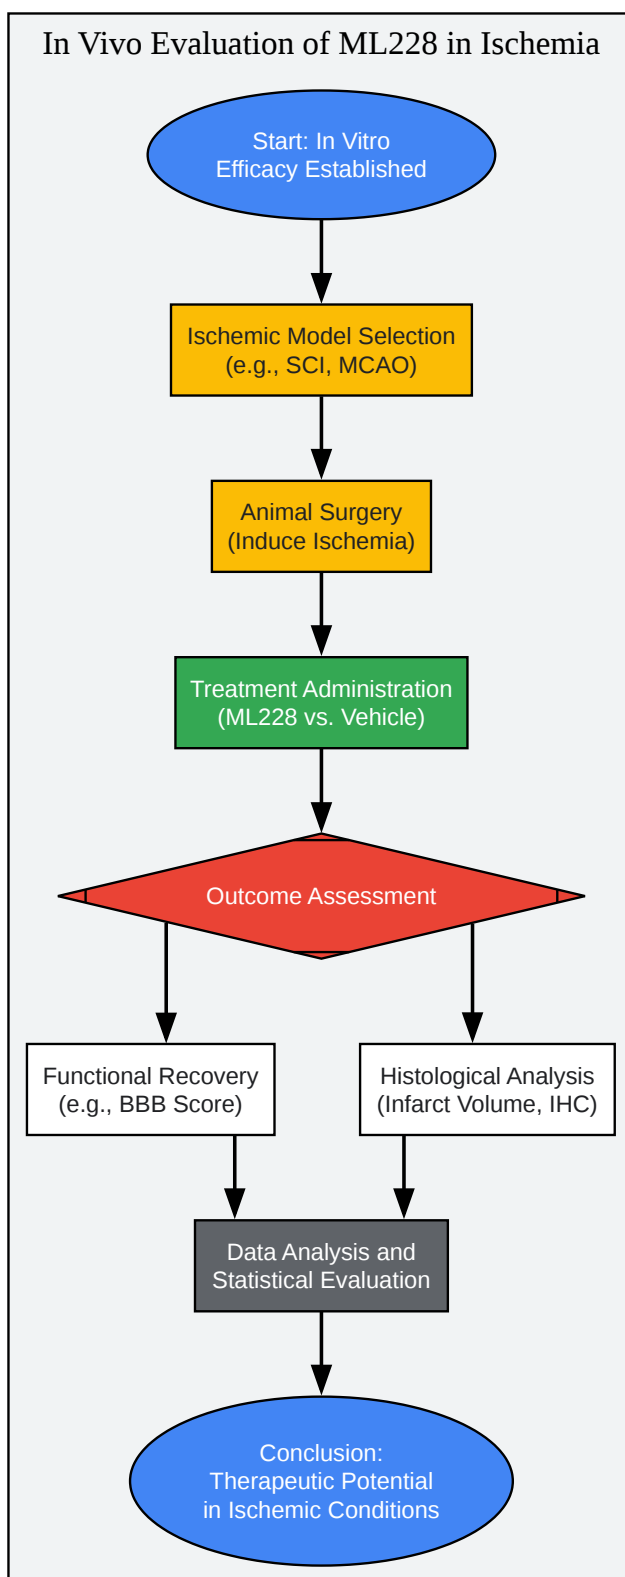 In Vivo Evaluation of ML228 in Ischemia
Start: In Vitro
Efficacy Established
Ischemic Model Selection
(e.g., SCI, MCAO)
Animal Surgery
(Induce Ischemia)
Treatment Administration
(ML228 vs. Vehicle)
Outcome Assessment
Functional Recovery
(e.g., BBB Score)
Histological Analysis
(Infarct Volume, IHC)
Data Analysis and
Statistical Evaluation
Conclusion:
Therapeutic Potential
in Ischemic Conditions